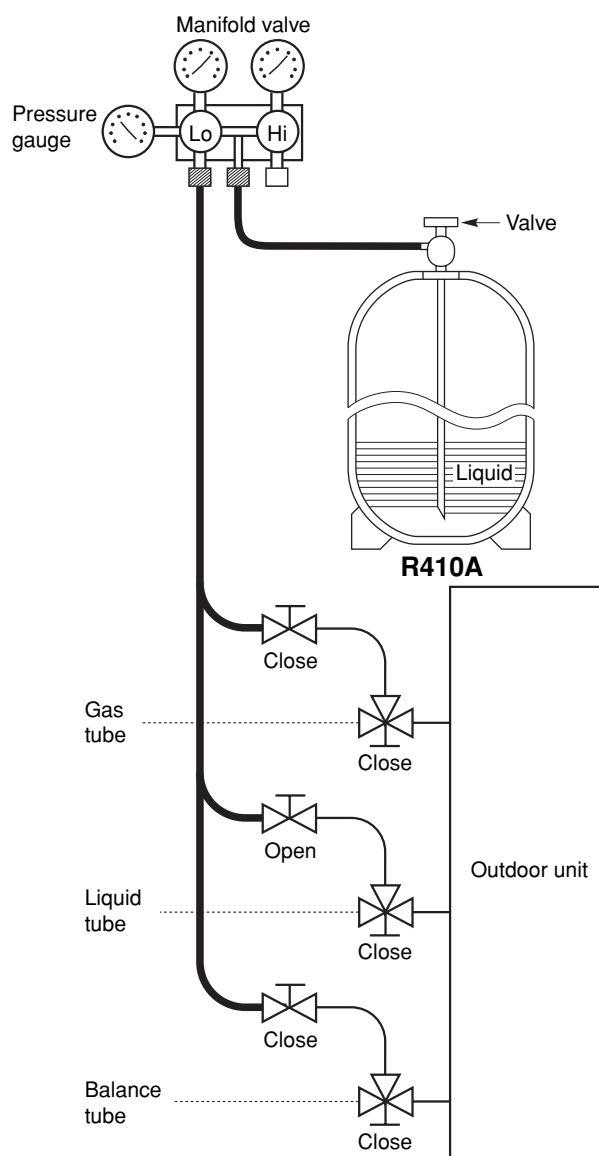 Manifold valve
Pressure
gauge
Lo
Hi
Valve
Liquid
R410A
Close
Gas
tube
Close
Open
Outdoor unit
Liquid
tube
Close
Close
Balance
tube
Close